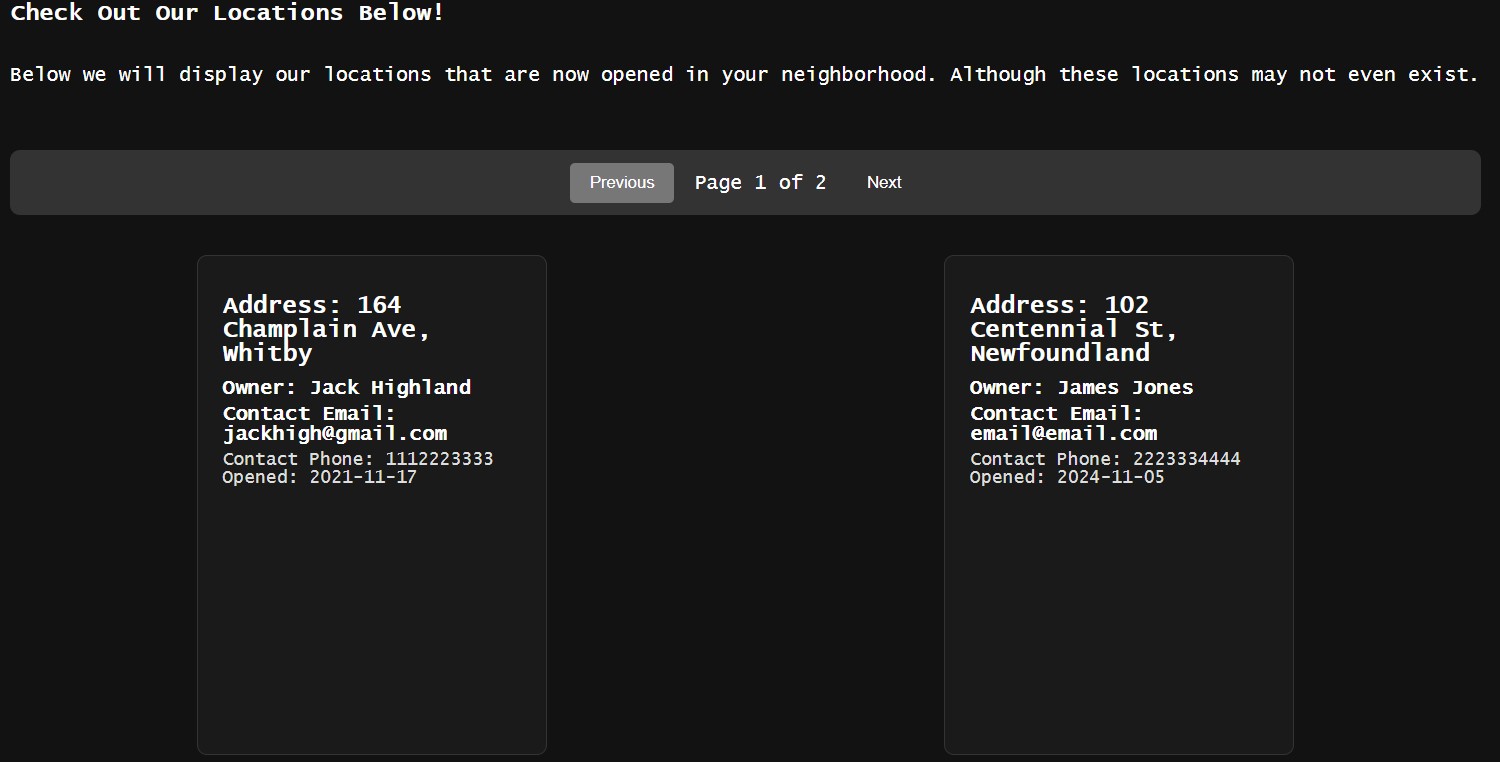 Check Out Our Locations Below!
Below we will display our locations that are now opened in your neighborhood. Although these locations may not even exist.
Previous Page 1 of 2 Next
Address: 164
Champlain Ave,
Whitby
Owner: Jack Highland
Contact Email:
jackhigh@gmail.com
Contact Phone: 1112223333
Opened: 2021-11-17
Address: 102
Centennial St,
Newfoundland
Owner: James Jones
Contact Email:
email@email.com
Contact Phone: 2223334444
Opened: 2024-11-05